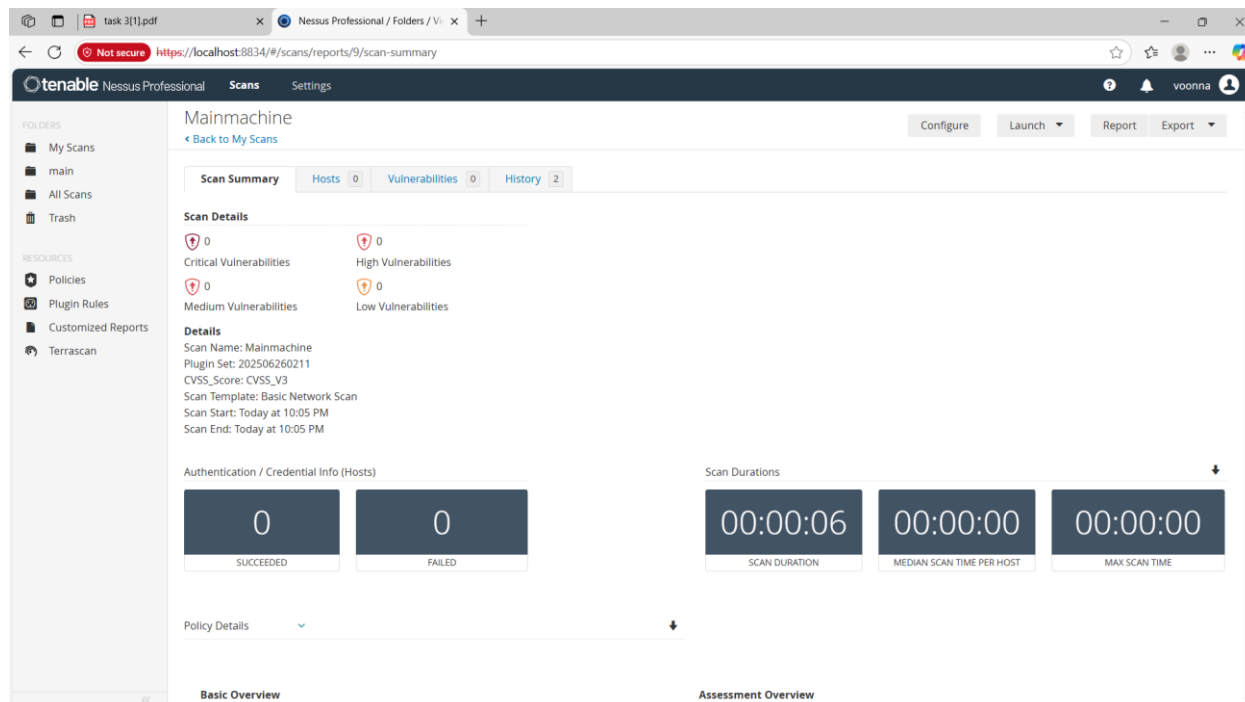 task 3[1].pdf
Nessus Professional / Folders / Vi
Not secure https://localhost:8834/#/scans/reports/9/scan-summary
tenable Nessus Professional Scans Settings voonna
FOLDERS
My Scans
main
All Scans
Trash
RESOURCES
Policies
Plugin Rules
Customized Reports
Terrascan
Mainmachine
Back to My Scans
Configure Launch Report Export
Scan Summary Hosts 0 Vulnerabilities 0 History 2
Scan Details
0 0
Critical Vulnerabilities High Vulnerabilities
0 0
Medium Vulnerabilities Low Vulnerabilities
Details
Scan Name: Mainmachine
Plugin Set: 202506260211
CVSS_Score: CVSS_V3
Scan Template: Basic Network Scan
Scan Start: Today at 10:05 PM
Scan End: Today at 10:05 PM
Authentication / Credential Info (Hosts)
0 0
SUCCEEDED FAILED
Scan Durations
00:00:06 00:00:00 00:00:00
SCAN DURATION MEDIAN SCAN TIME PER HOST MAX SCAN TIME
Policy Details
Basic Overview Assessment Overview